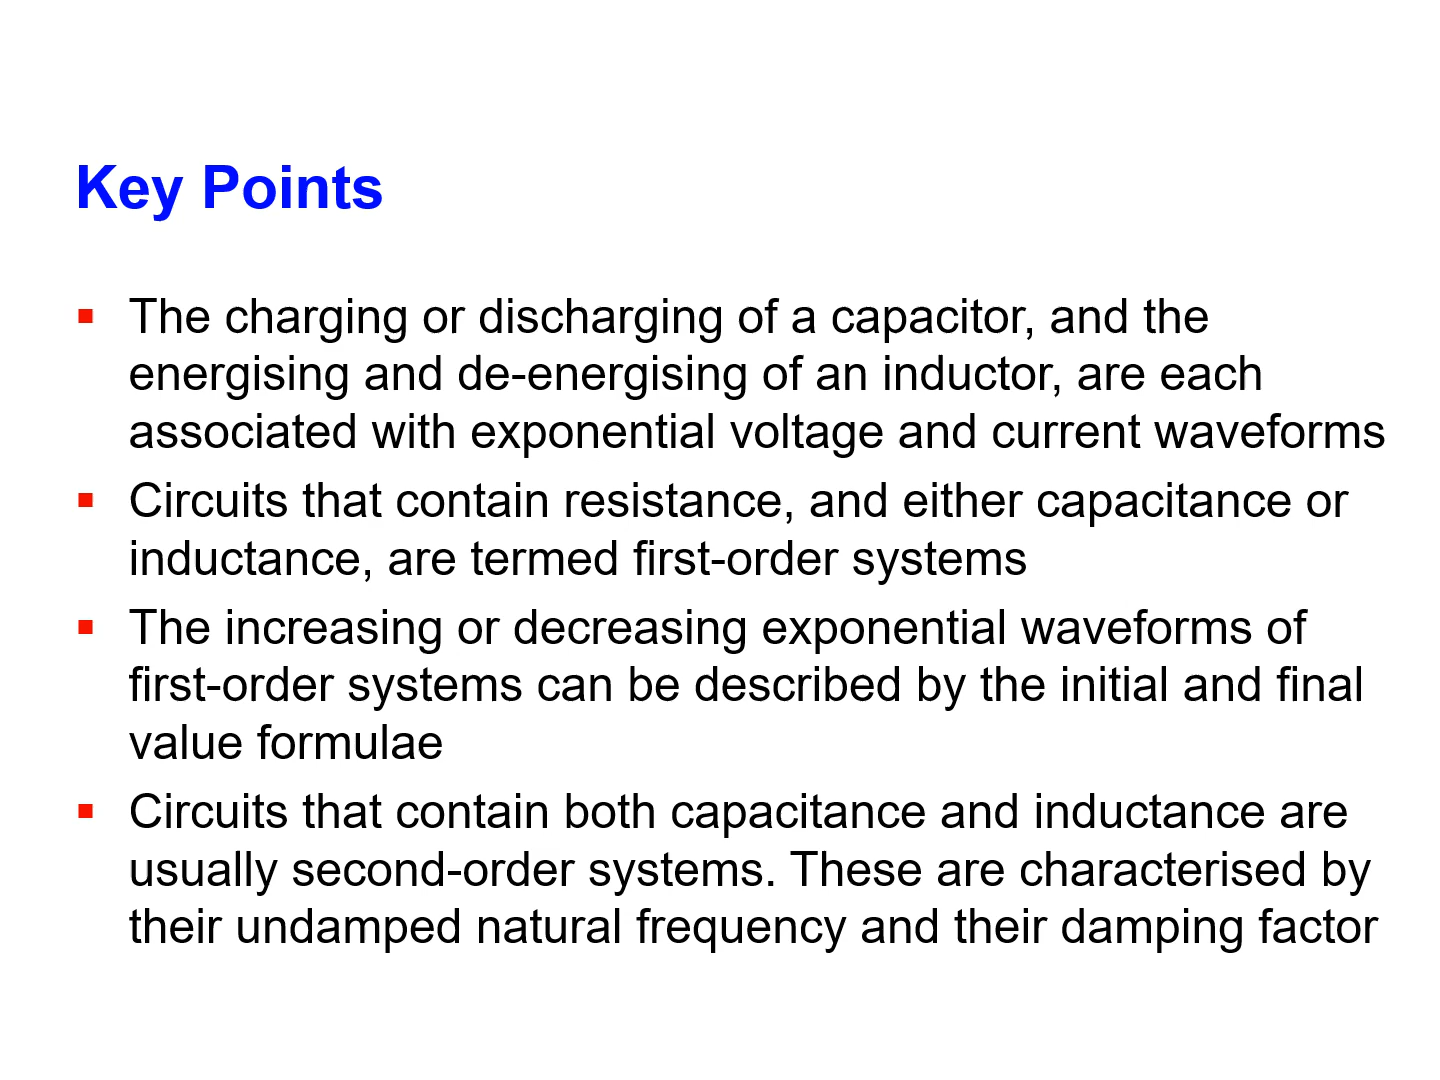 Key Points
▪ The charging or discharging of a capacitor, and the
energising and de-energising of an inductor, are each
associated with exponential voltage and current waveforms
▪ Circuits that contain resistance, and either capacitance or
inductance, are termed first-order systems
▪ The increasing or decreasing exponential waveforms of
first-order systems can be described by the initial and final
value formulae
▪ Circuits that contain both capacitance and inductance are
usually second-order systems. These are characterised by
their undamped natural frequency and their damping factor